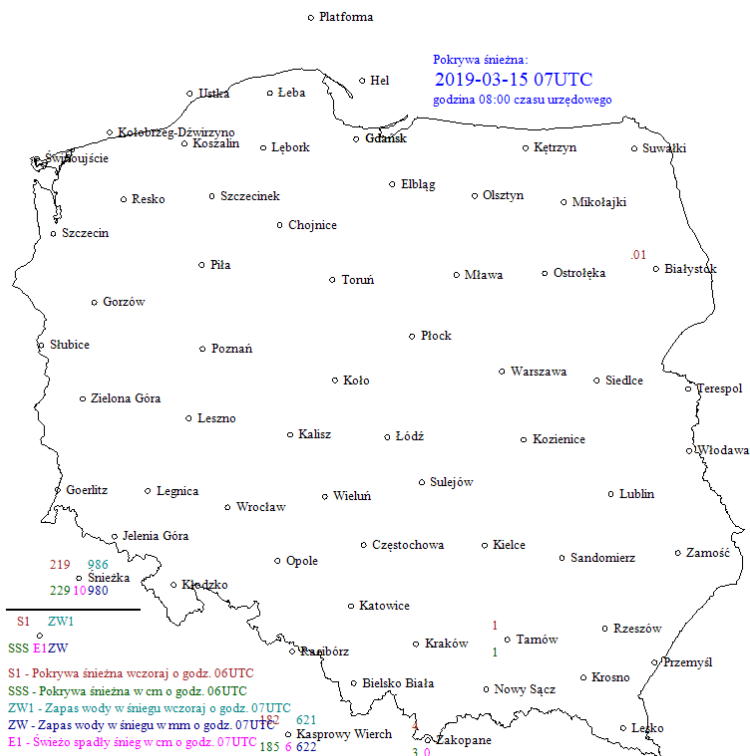 Platforma
Pokrywa śnieżna:
2019-03-15 07UTC
godzina 08:00 czasu urzędowego
Hel
Ustka
Łeba
Kołobrzeg-Dźwirzyno
Koszalin
Lębork
Gdańsk
Kętrzyn
Suwałki
Świnoujście
Elbląg
Resko
Szczecinek
Olsztyn
Mikołajki
Chojnice
Szczecin
.01
Piła
Toruń
Mława
Ostrołęka
Białystok
Gorzów
Płock
Słubice
Poznań
Koło
Warszawa
Siedlce
Terespol
Zielona Góra
Leszno
Kalisz
Łódź
Kozienice
Włodawa
Sulejów
Goerlitz
Legnica
Wieluń
Lublin
Wrocław
Jelenia Góra
Częstochowa
Kielce
Zamość
Opole
Sandomierz
219 986
Śnieżka
229 10 980
Kłodzko
Katowice
S1 ZW1
SSS E1 ZW
1
Tarnów
1
Rzeszów
Kraków
Racibórz
Przemyśl
S1 - Pokrywa śnieżna wczoraj o godz. 06UTC
Krosno
SSS - Pokrywa śnieżna w cm o godz. 06UTC
Bielsko Biała
Nowy Sącz
ZW1 - Zapas wody w śniegu wczoraj o godz. 07UTC
ZW - Zapas wody w śniegu w mm o godz. 07UTC
182 621
4
Lesko
Kasprowy Wierch
Zakopane
E1 - Świeżo spadły śnieg w cm o godz. 07UTC
185 6 622
3 0